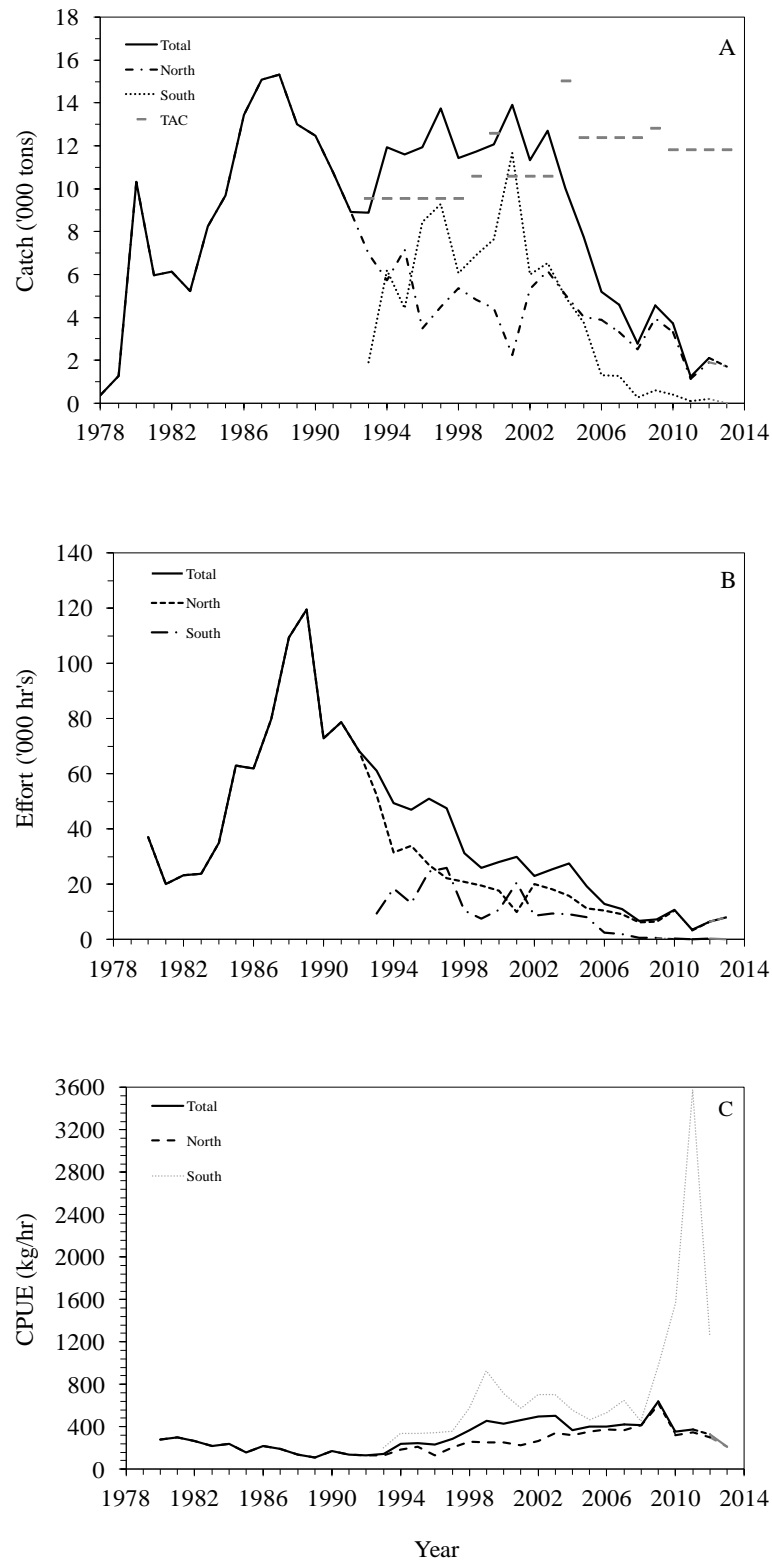 18
16
14
12
10
8
6
4
2
0
Catch ('000 tons)
Total
North
South
TAC
A
1978 1982 1986 1990 1994 1998 2002 2006 2010 2014
140
120
100
80
60
40
20
0
Effort ('000 hr's)
Total
North
South
B
1978 1982 1986 1990 1994 1998 2002 2006 2010 2014
3600
3200
2800
2400
2000
1600
1200
800
400
0
CPUE (kg/hr)
Total
North
South
C
1978 1982 1986 1990 1994 1998 2002 2006 2010 2014
Year